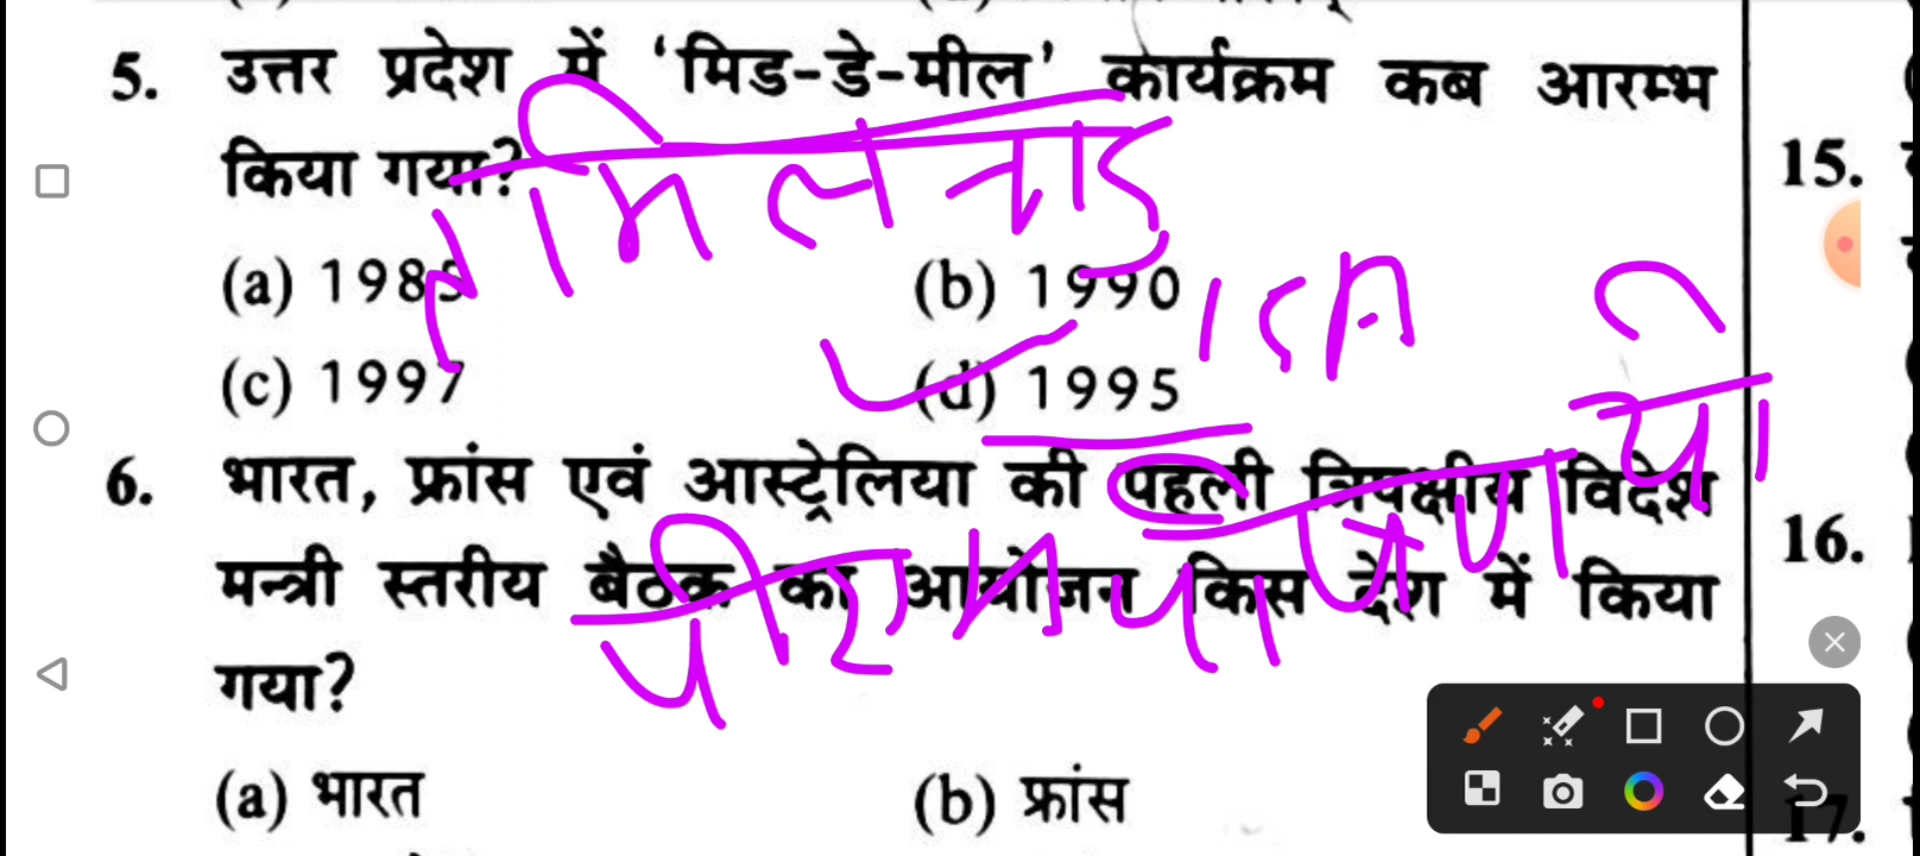 5. उत्तर प्रदेश में ‘मिड-डे-मील’ कार्यक्रम कब आरम्भ
किया गया?
(a) 1985 (b) 1990
(c) 1997 (d) 1995
6. भारत, फ्रांस एवं आस्ट्रेलिया की पहली त्रिपक्षीय विदेश
मन्त्री स्तरीय बैठक का आयोजन किस देश में किया
गया?
(a) भारत (b) फ्रांस
15.
16.
17.
तमिलनाडु